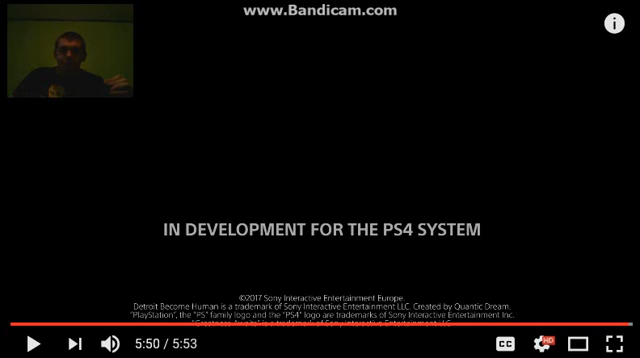 www.Bandicam.com
i
IN DEVELOPMENT FOR THE PS4 SYSTEM
©2017 Sony Interactive Entertainment Europe.
Detroit Become Human is a trademark of Sony Interactive Entertainment LLC. Created by Quantic Dream.
"PlayStation", the "PS" family logo and the "PS4" logo are trademarks of Sony Interactive Entertainment Inc.
5:50 / 5:53
CC
HD